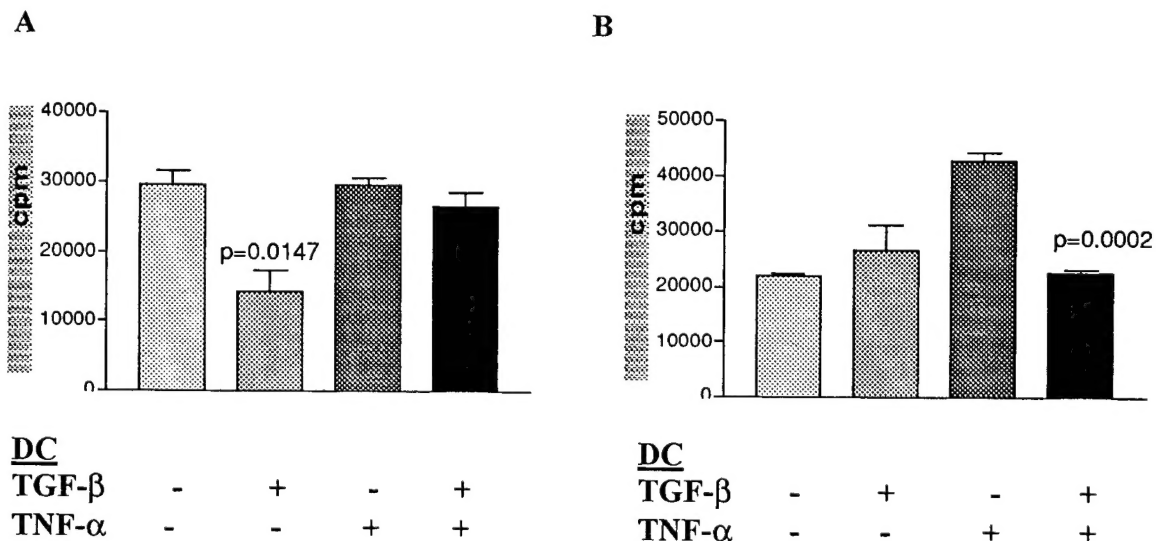 A
B
40000
30000
20000
10000
0
cpm
p=0.0147
50000
40000
30000
20000
10000
0
cpm
p=0.0002
DC
TGF-β - + - +
TNF-α - - + +
DC
TGF-β - + - +
TNF-α - - + +